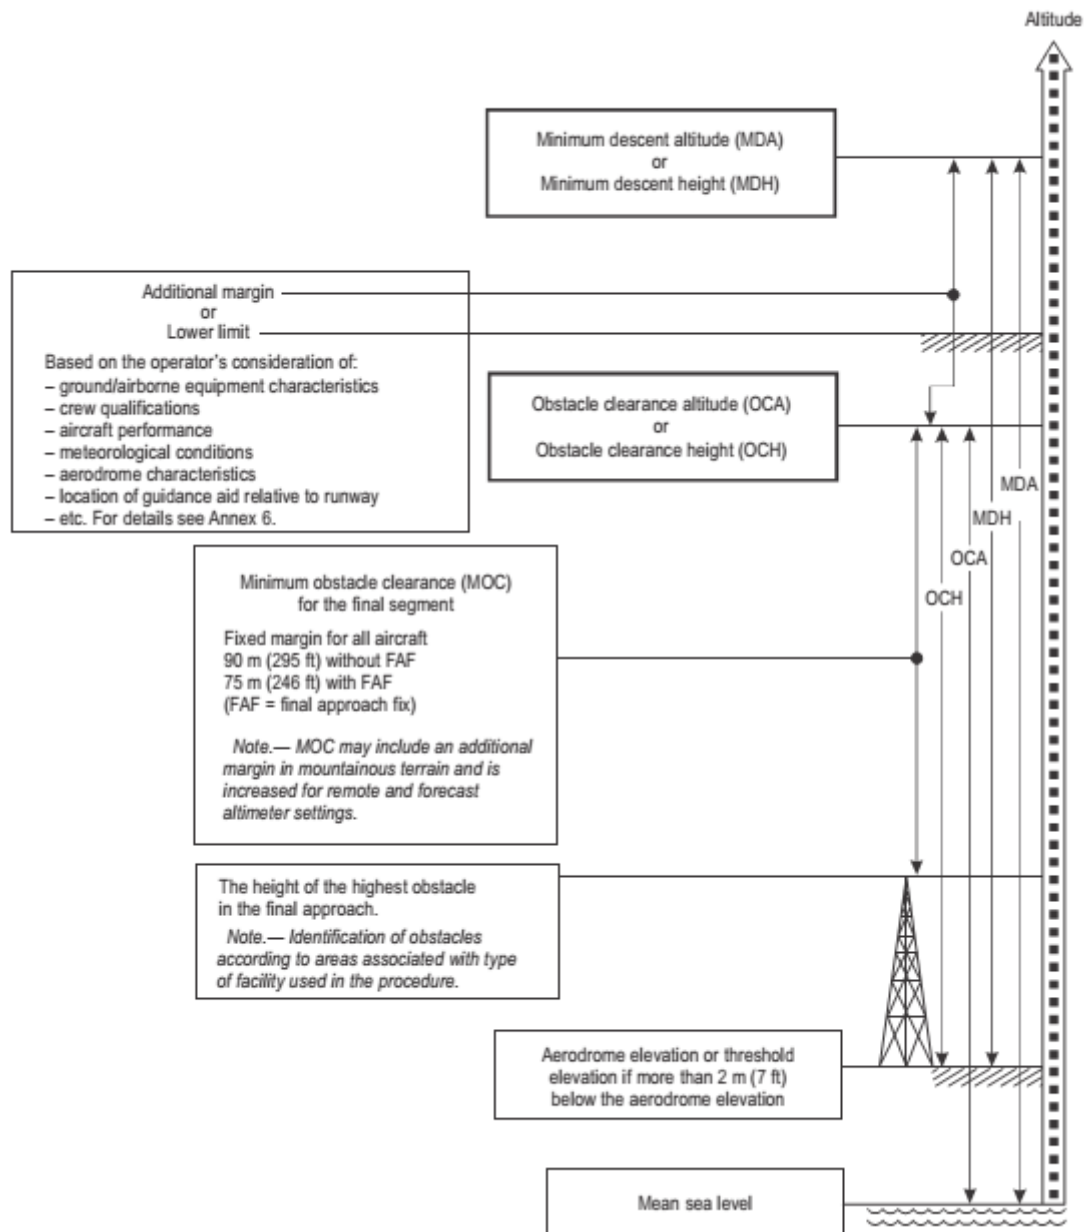 Altitude
Minimum descent altitude (MDA)
or
Minimum descent height (MDH)
Additional margin
or
Lower limit
Based on the operator's consideration of:
– ground/airborne equipment characteristics
– crew qualifications
– aircraft performance
– meteorological conditions
– aerodrome characteristics
– location of guidance aid relative to runway
– etc. For details see Annex 6.
Obstacle clearance altitude (OCA)
or
Obstacle clearance height (OCH)
MDA
MDH
OCA
OCH
Minimum obstacle clearance (MOC)
for the final segment
Fixed margin for all aircraft
90 m (295 ft) without FAF
75 m (246 ft) with FAF
(FAF = final approach fix)
Note.— MOC may include an additional
margin in mountainous terrain and is
increased for remote and forecast
altimeter settings.
The height of the highest obstacle
in the final approach.
Note.— Identification of obstacles
according to areas associated with type
of facility used in the procedure.
Aerodrome elevation or threshold
elevation if more than 2 m (7 ft)
below the aerodrome elevation
Mean sea level